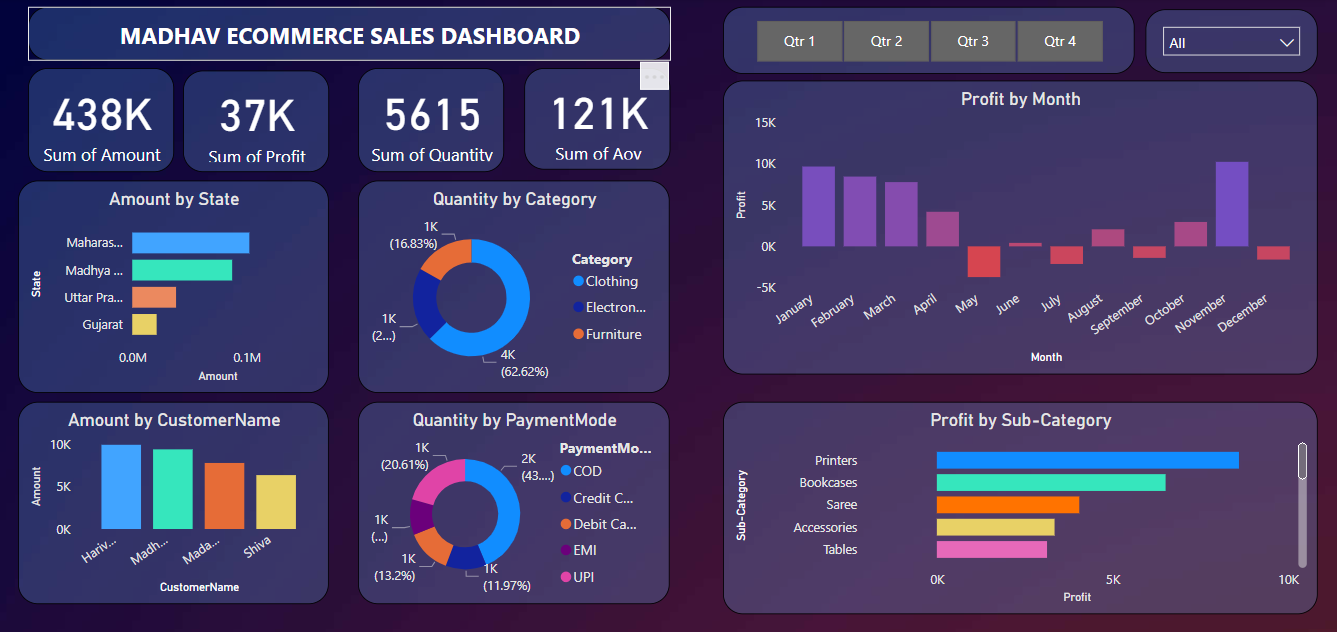 MADHAV ECOMMERCE SALES DASHBOARD
Qtr 1
Qtr 2
Qtr 3
Qtr 4
All
438K
Sum of Amount
37K
Sum of Profit
5615
Sum of Quantity
121K
Sum of Aov
Profit by Month
15K
10K
5K
0K
-5K
Profit
January
February
March
April
May
June
July
August
September
October
November
December
Month
Amount by State
State
Maharas...
Madhya ...
Uttar Pra...
Gujarat
0.0M
0.1M
Amount
Quantity by Category
1K
(16.83%)
1K
(2...)
4K
(62.62%)
Category
Clothing
Electron...
Furniture
Amount by CustomerName
10K
5K
0K
Amount
Hariv...
Madh...
Mada...
Shiva
CustomerName
Quantity by PaymentMode
1K
(20.61%)
2K
(43....)
1K
(...)
1K
(13.2%)
1K
(11.97%)
PaymentMo...
COD
Credit C...
Debit Ca...
EMI
UPI
Profit by Sub-Category
Sub-Category
Printers
Bookcases
Saree
Accessories
Tables
0K
5K
10K
Profit